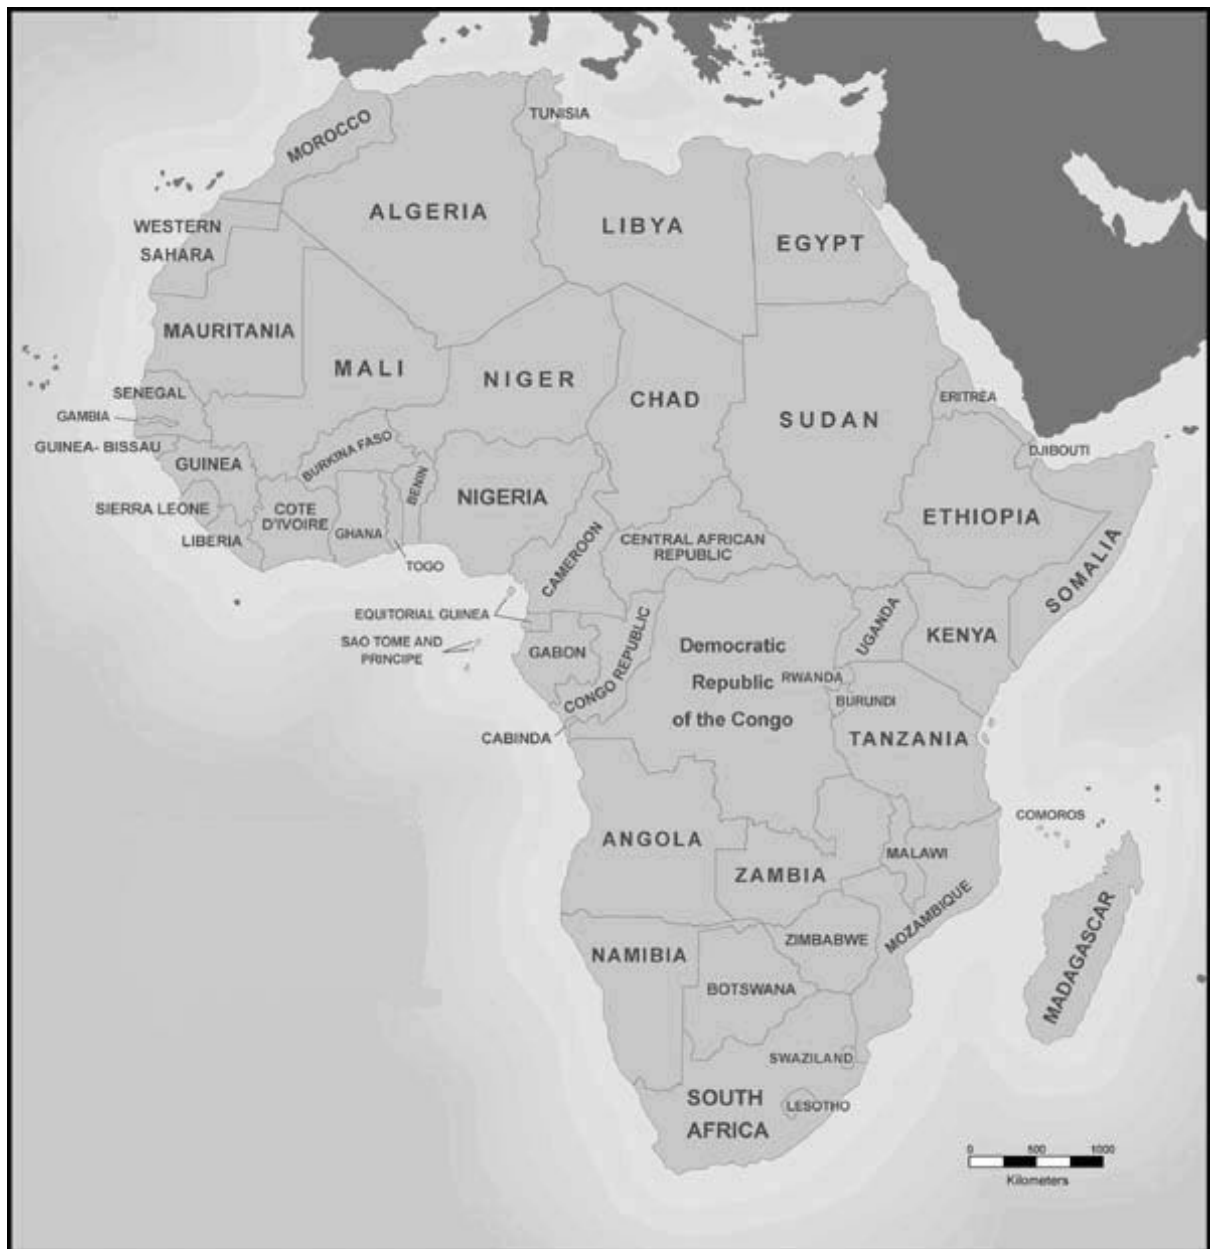 TUNISIA
MOROCCO
ALGERIA
LIBYA
EGYPT
WESTERN
SAHARA
MAURITANIA
MALI
NIGER
CHAD
SUDAN
ERITREA
SENEGAL
GAMBIA
GUINEA- BISSAU
GUINEA
BURKINA FASO
BENIN
NIGERIA
DJIBOUTI
ETHIOPIA
SOMALIA
SIERRA LEONE
LIBERIA
COTE
D'IVOIRE
GHANA
TOGO
CAMEROON
CENTRAL AFRICAN
REPUBLIC
EQUITORIAL GUINEA
SAO TOME AND
PRINCIPE
GABON
CONGO REPUBLIC
Democratic
Republic
of the Congo
UGANDA
KENYA
RWANDA
BURUNDI
CABINDA
TANZANIA
COMOROS
ANGOLA
ZAMBIA
MALAWI
MOZAMBIQUE
MADAGASCAR
NAMIBIA
ZIMBABWE
BOTSWANA
SWAZILAND
SOUTH
AFRICA
LESOTHO
0 500 1000
Kilometers